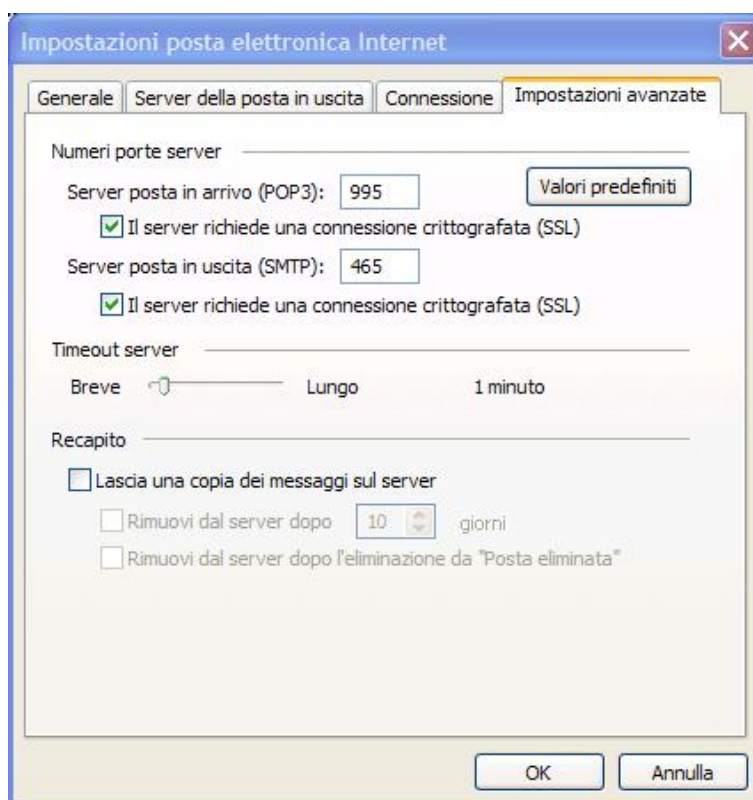 Impostazioni posta elettronica Internet
Generale Server della posta in uscita Connessione Impostazioni avanzate
Numeri porte server
Server posta in arrivo (POP3): 995 Valori predefiniti
Il server richiede una connessione crittografata (SSL)
Server posta in uscita (SMTP): 465
Il server richiede una connessione crittografata (SSL)
Timeout server
Breve Lungo 1 minuto
Recapito
Lascia una copia dei messaggi sul server
Rimuovi dal server dopo 10 giorni
Rimuovi dal server dopo l'eliminazione da "Posta eliminata"
OK Annulla